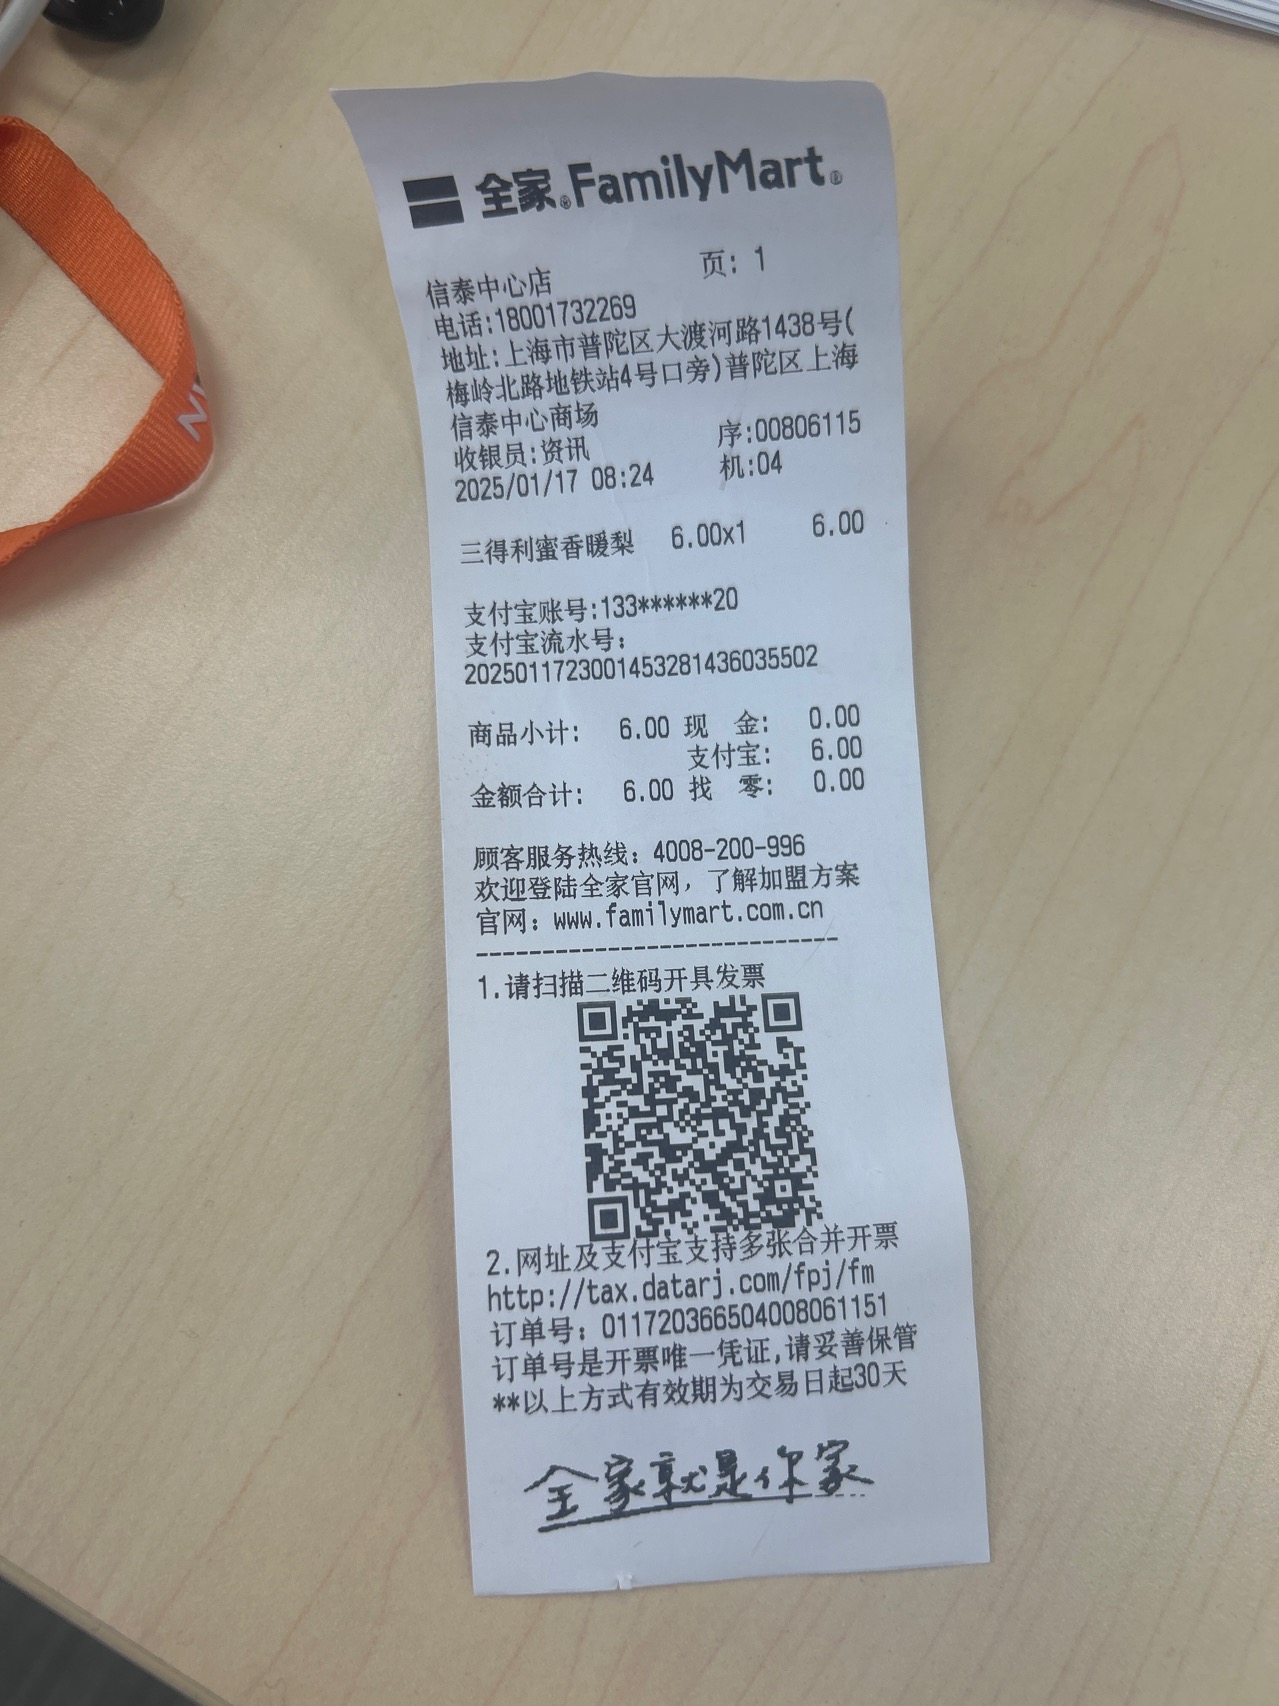 全家®FamilyMart®
信泰中心店 页: 1
电话:18001732269
地址:上海市普陀区大渡河路1438号(
梅岭北路地铁站4号口旁)普陀区上海
信泰中心商场
收银员:资讯 序:00806115
2025/01/17 08:24 机:04
三得利蜜香暖梨 6.00x1 6.00
支付宝账号:133******20
支付宝流水号:
2025011723001453281436035502
商品小计: 6.00 现 金: 0.00
支付宝: 6.00
金额合计: 6.00 找 零: 0.00
顾客服务热线: 4008-200-996
欢迎登陆全家官网, 了解加盟方案
官网: www.familymart.com.cn
----------------------------
1.请扫描二维码开具发票
2.网址及支付宝支持多张合并开票
http://tax.datarj.com/fpj/fm
订单号: 0117203665040080611​51
订单号是开票唯一凭证,请妥善保管
**以上方式有效期为交易日起30天
全家就是你家